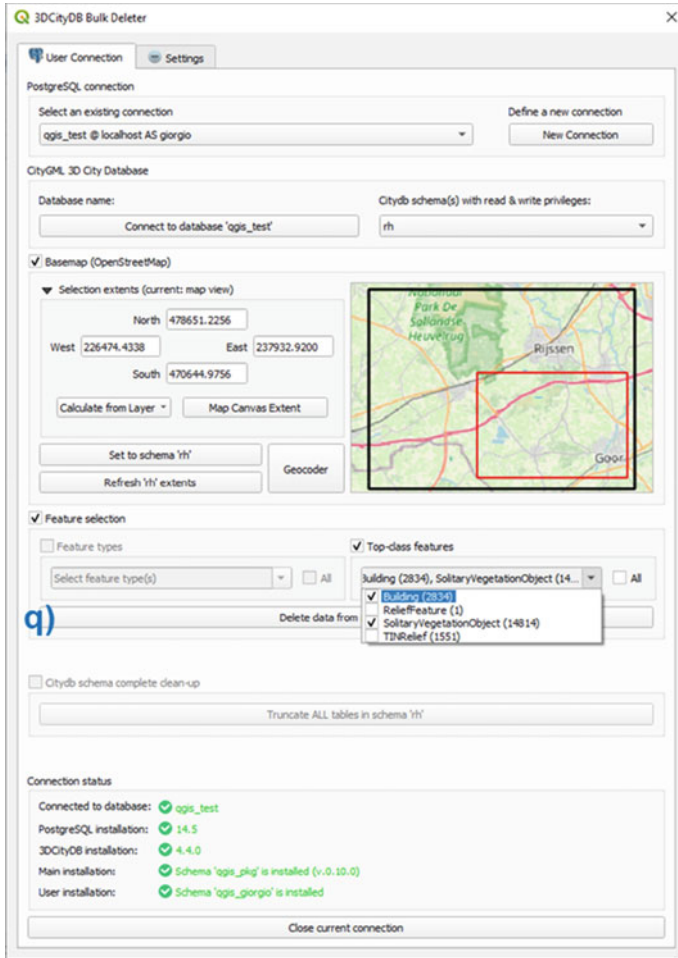 3DCityDB Bulk Deleter
User Connection
Settings
PostgreSQL connection
Select an existing connection
Define a new connection
qgis_test @ localhost AS giorgio
New Connection
CityGML 3D City Database
Database name:
Citydb schema(s) with read & write privileges:
Connect to database 'qgis_test'
rh
Basemap (OpenStreetMap)
Selection extents (current: map view)
North 478651.2256
West 226474.4338 East 237932.9200
South 470644.9756
Calculate from Layer
Map Canvas Extent
Set to schema 'rh'
Refresh 'rh' extents
Geocoder
Nationaal
Park De
Sallandse
Heuvelrug
Rijssen
Goor
Feature selection
Feature types
Top-class features
Select feature type(s)
All
Building (2834), SolitaryVegetationObject (14...
All
Building (2834)
ReliefFeature (1)
SolitaryVegetationObject (14814)
TINRelief (1551)
q)
Delete data from
Citydb schema complete clean-up
Truncate ALL tables in schema 'rh'
Connection status
Connected to database: qgis_test
PostgreSQL installation: 14.5
3DCityDB installation: 4.4.0
Main installation: Schema 'qgis_pkg' is installed (v.0.10.0)
User installation: Schema 'qgis_giorgio' is installed
Close current connection